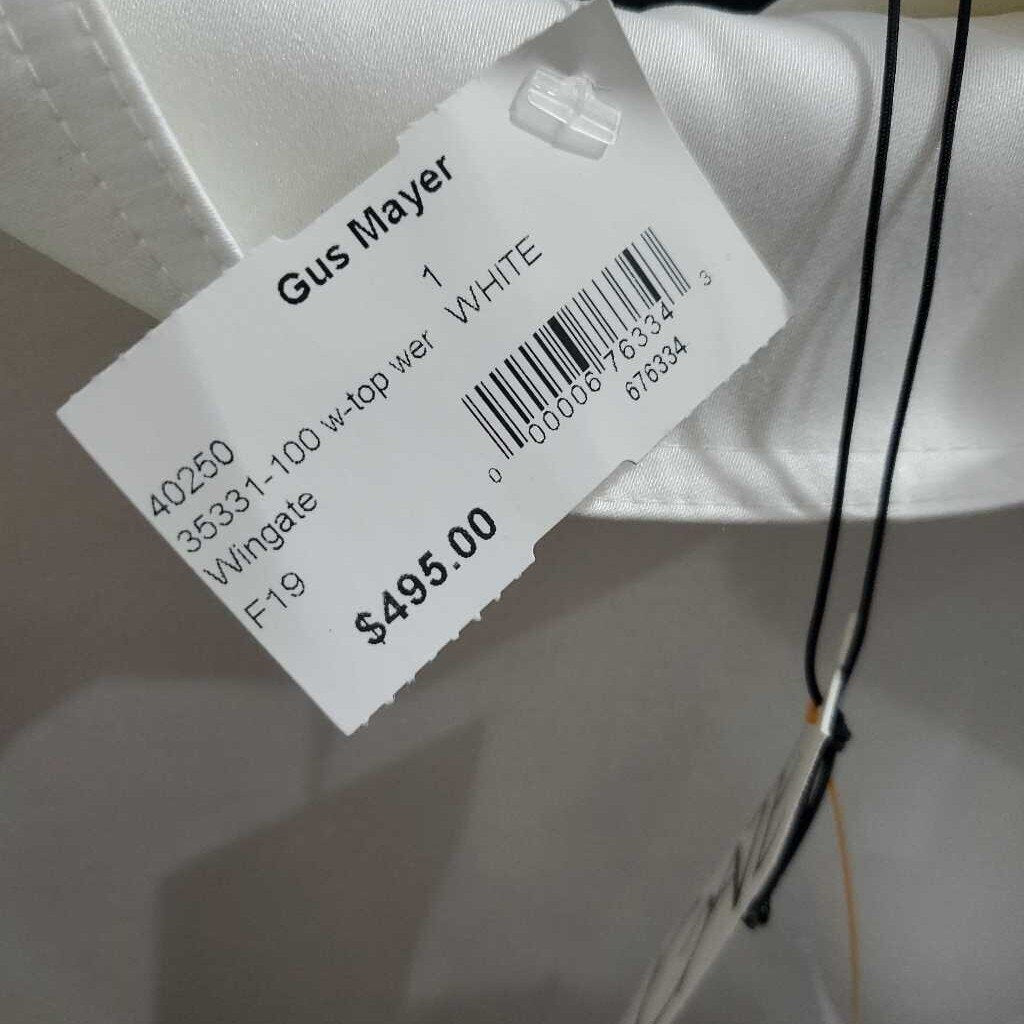 Gus Mayer
1
40250
35331-100 w-top wer WHITE
Wingate
F19
0 00006 76334 3
676334
$495.00